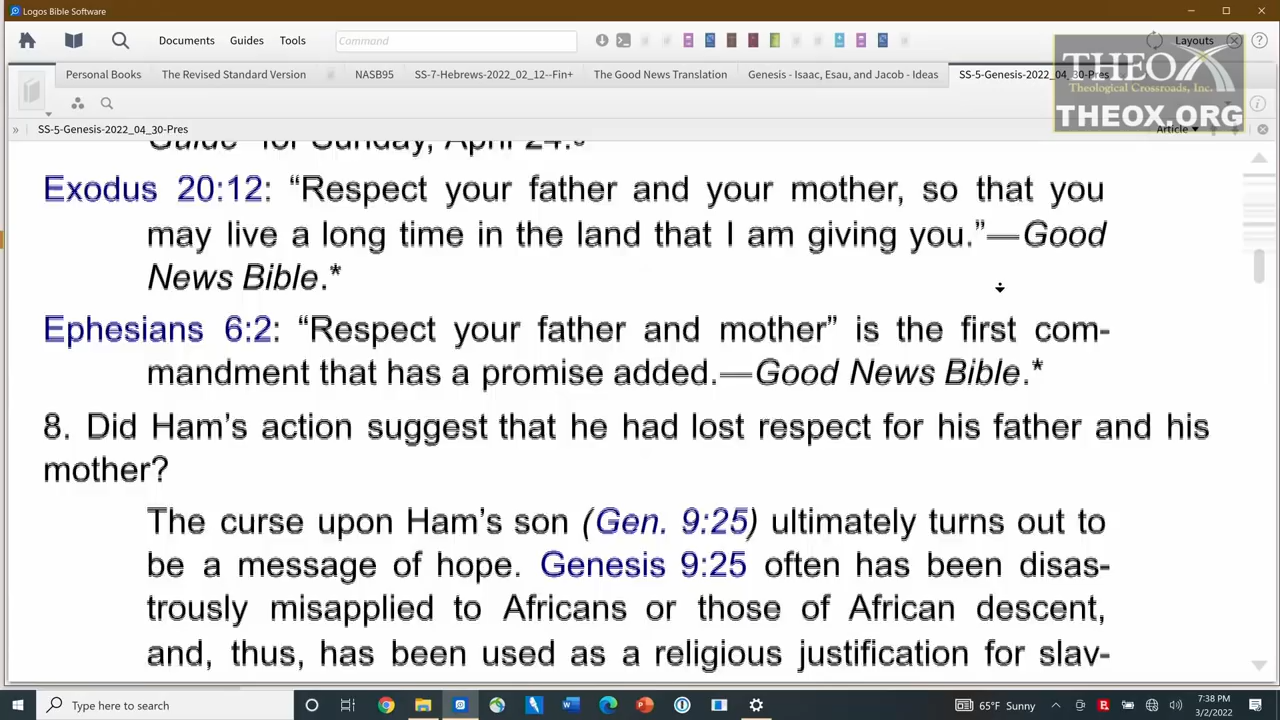 Logos Bible Software
Documents Guides Tools Command Layouts
Personal Books The Revised Standard Version NASB95 SS-7-Hebrews-2022_02_12--Fin+ The Good News Translation Genesis - Isaac, Esau, and Jacob - Ideas SS-5-Genesis-2022_04_30-Pres
THEOX
Theological Crossroads, Inc.
THEOX.ORG
SS-5-Genesis-2022_04_30-Pres Article
Guide" for Sunday, April 24.
Exodus 20:12: “Respect your father and your mother, so that you
may live a long time in the land that I am giving you.”—Good
News Bible.*
Ephesians 6:2: “Respect your father and mother” is the first com-
mandment that has a promise added.—Good News Bible.*
8. Did Ham’s action suggest that he had lost respect for his father and his
mother?
The curse upon Ham’s son (Gen. 9:25) ultimately turns out to
be a message of hope. Genesis 9:25 often has been disas-
trously misapplied to Africans or those of African descent,
and, thus, has been used as a religious justification for slav-
Type here to search 65°F Sunny 7:38 PM
3/2/2022